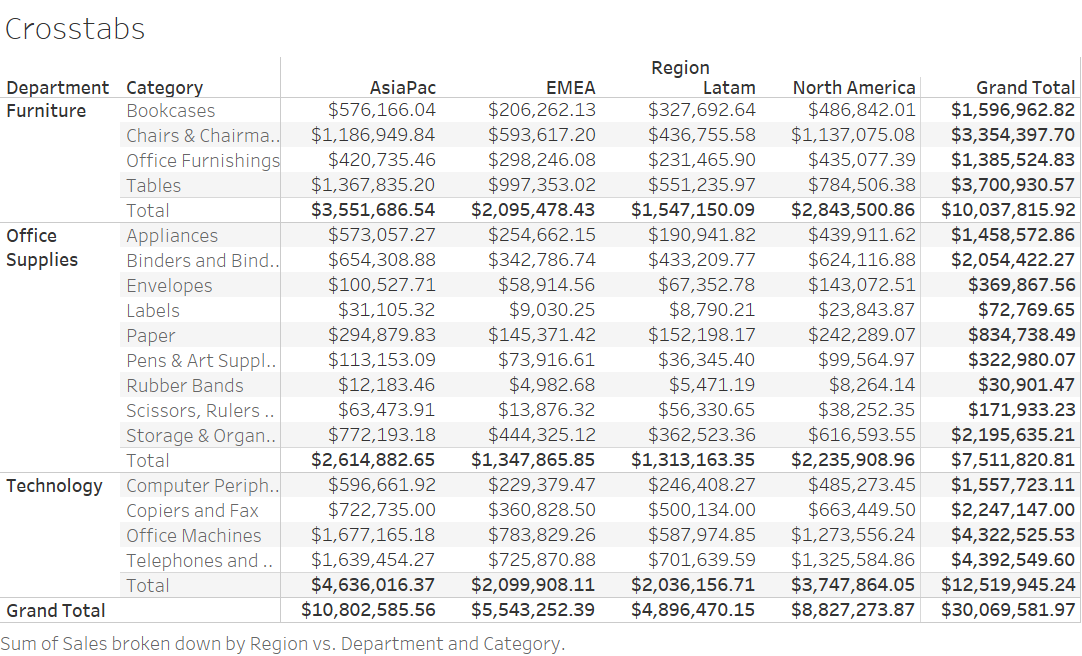 Crosstabs
Region
Department Category AsiaPac EMEA Latam North America Grand Total
Furniture Bookcases $576,166.04 $206,262.13 $327,692.64 $486,842.01 $1,596,962.82
Chairs & Chairma.. $1,186,949.84 $593,617.20 $436,755.58 $1,137,075.08 $3,354,397.70
Office Furnishings $420,735.46 $298,246.08 $231,465.90 $435,077.39 $1,385,524.83
Tables $1,367,835.20 $997,353.02 $551,235.97 $784,506.38 $3,700,930.57
Total $3,551,686.54 $2,095,478.43 $1,547,150.09 $2,843,500.86 $10,037,815.92
Office Appliances $573,057.27 $254,662.15 $190,941.82 $439,911.62 $1,458,572.86
Supplies Binders and Bind.. $654,308.88 $342,786.74 $433,209.77 $624,116.88 $2,054,422.27
Envelopes $100,527.71 $58,914.56 $67,352.78 $143,072.51 $369,867.56
Labels $31,105.32 $9,030.25 $8,790.21 $23,843.87 $72,769.65
Paper $294,879.83 $145,371.42 $152,198.17 $242,289.07 $834,738.49
Pens & Art Suppl.. $113,153.09 $73,916.61 $36,345.40 $99,564.97 $322,980.07
Rubber Bands $12,183.46 $4,982.68 $5,471.19 $8,264.14 $30,901.47
Scissors, Rulers .. $63,473.91 $13,876.32 $56,330.65 $38,252.35 $171,933.23
Storage & Organ.. $772,193.18 $444,325.12 $362,523.36 $616,593.55 $2,195,635.21
Total $2,614,882.65 $1,347,865.85 $1,313,163.35 $2,235,908.96 $7,511,820.81
Technology Computer Periph.. $596,661.92 $229,379.47 $246,408.27 $485,273.45 $1,557,723.11
Copiers and Fax $722,735.00 $360,828.50 $500,134.00 $663,449.50 $2,247,147.00
Office Machines $1,677,165.18 $783,829.26 $587,974.85 $1,273,556.24 $4,322,525.53
Telephones and .. $1,639,454.27 $725,870.88 $701,639.59 $1,325,584.86 $4,392,549.60
Total $4,636,016.37 $2,099,908.11 $2,036,156.71 $3,747,864.05 $12,519,945.24
Grand Total $10,802,585.56 $5,543,252.39 $4,896,470.15 $8,827,273.87 $30,069,581.97
Sum of Sales broken down by Region vs. Department and Category.